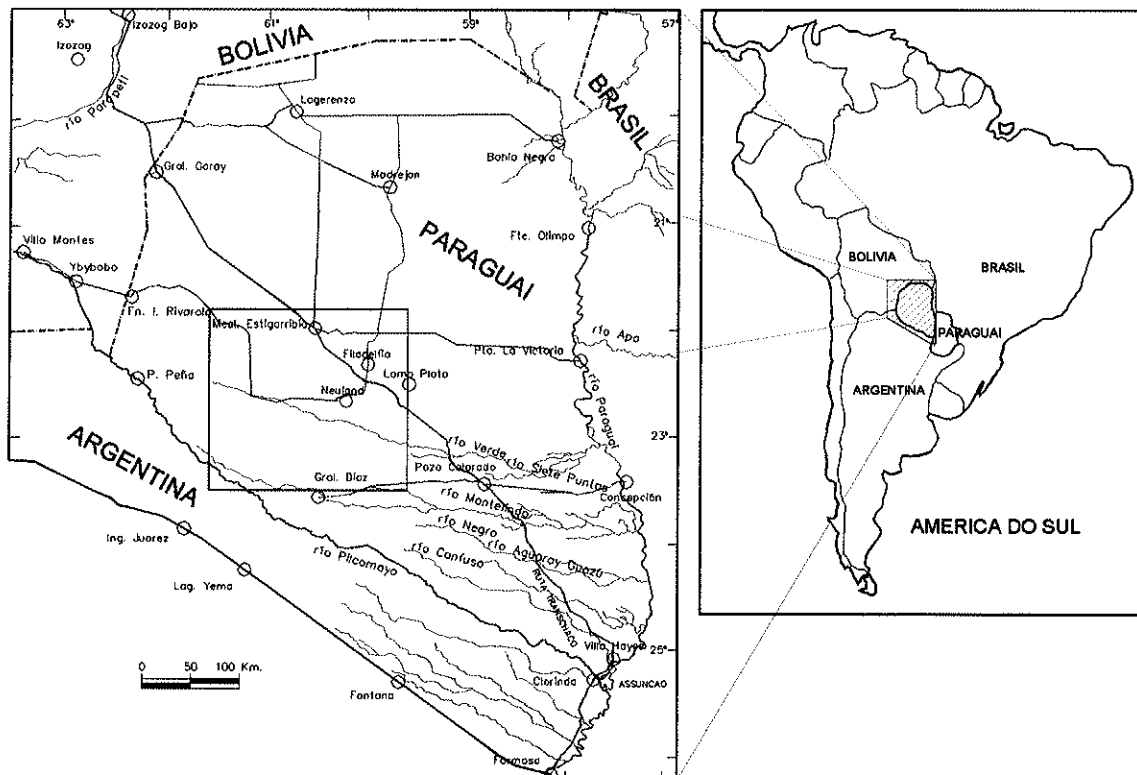 63° 61° 59° 57°
Izozog Bajo
Izozog
BOLIVIA
río Parapetí
Lagerenza
BRASIL
Bahía Negra
Gral. Garay
Madrejon
21°
PARAGUAI
Fte. Olimpo
Villa Montes
Ybybobo
Fn. I. Rivarola
Mcal. Estigarribia
río Apa
Filadelfia
Pto. La Victoria
P. Peña
Loma Plata
Neuland
río Paraguai
ARGENTINA
río Verde
23°
río Siete Puntas
Pozo Colorado
Gral. Díaz
Concepción
río Montelindo
río Negro
Ing. Juarez
río Aguaray Guazú
río Confuso
río Pilcomayo
Lag. Yema
RUTA TRANSCHACO
Villa Hayes
25°
0 50 100 Km.
Clorinda
ASSUNCAO
Fontana
Formosa
BOLIVIA
BRASIL
PARAGUAI
ARGENTINA
AMERICA DO SUL